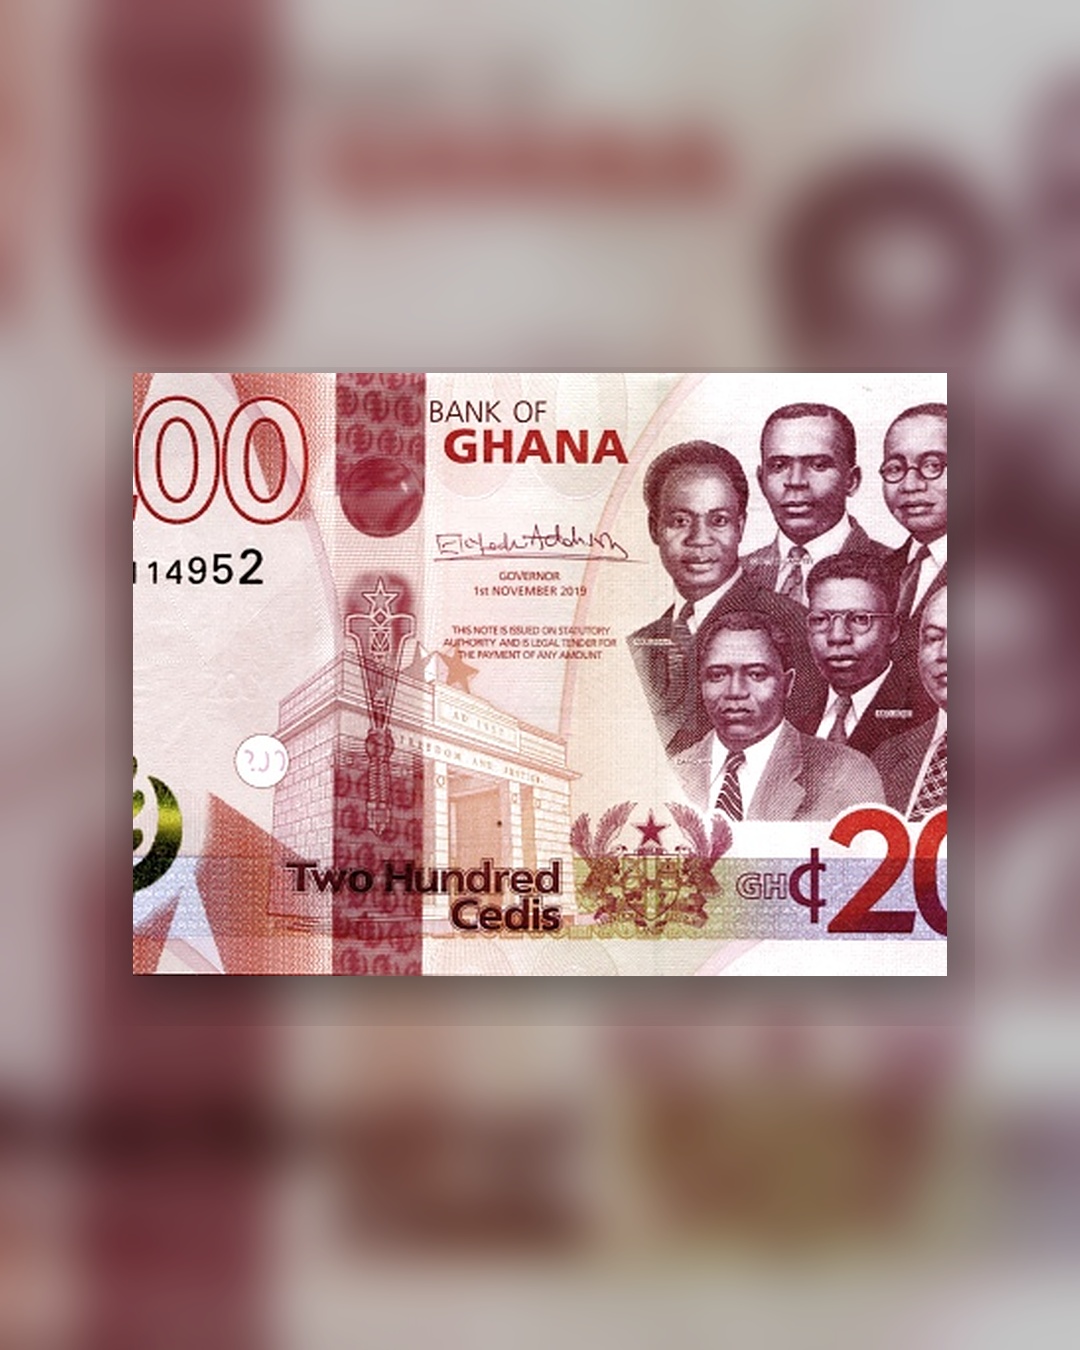 00
114952
BANK OF
GHANA
GOVERNOR
1st NOVEMBER 2019
THIS NOTE IS ISSUED ON STATUTORY
AUTHORITY AND IS LEGAL TENDER FOR
THE PAYMENT OF ANY AMOUNT
AD 1957
FREEDOM AND JUSTICE
Two Hundred
Cedis
GH₵20